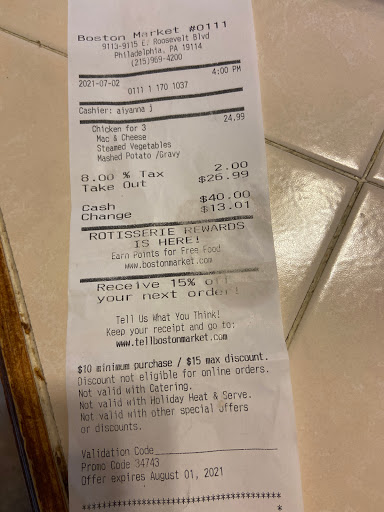 Boston Market #0111
9113-9115 E. Roosevelt Blvd
Philadelphia, PA 19114
(215)969-4200
4:00 PM
2021-07-02
0111 1 170 1037
Cashier: aiyanna j
24.99
Chicken for 3
Mac & Cheese
Steamed Vegetables
Mashed Potato /Gravy
8.00 % Tax 2.00
Take Out $26.99
Cash $40.00
Change $13.01
ROTISSERIE REWARDS
IS HERE!
Earn Points for Free Food
www.bostonmarket.com
Receive 15% off
your next order!
Tell Us What You Think!
Keep your receipt and go to:
www.tellbostonmarket.com
$10 minimum purchase / $15 max discount.
Discount not eligible for online orders.
Not valid with Catering.
Not valid with Holiday Heat & Serve.
Not valid with other special offers
or discounts.
Validation Code
Promo Code 34743
Offer expires August 01, 2021